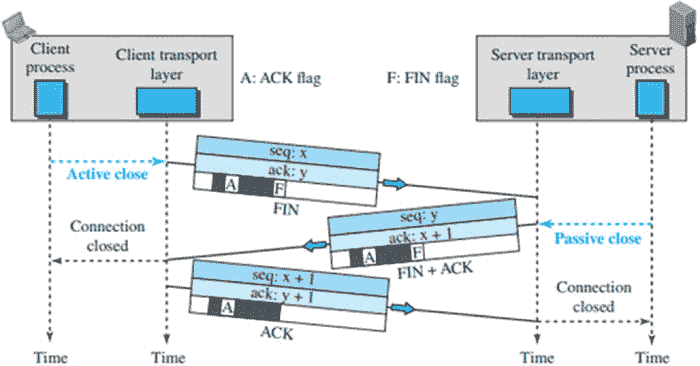 Client
process
Client transport
layer
A: ACK flag
F: FIN flag
Server transport
layer
Server
process
Active close
seq: x
ack: y
A F
FIN
seq: y
ack: x + 1
A F
FIN + ACK
Passive close
Connection
closed
seq: x + 1
ack: y + 1
A
ACK
Connection
closed
Time
Time
Time
Time